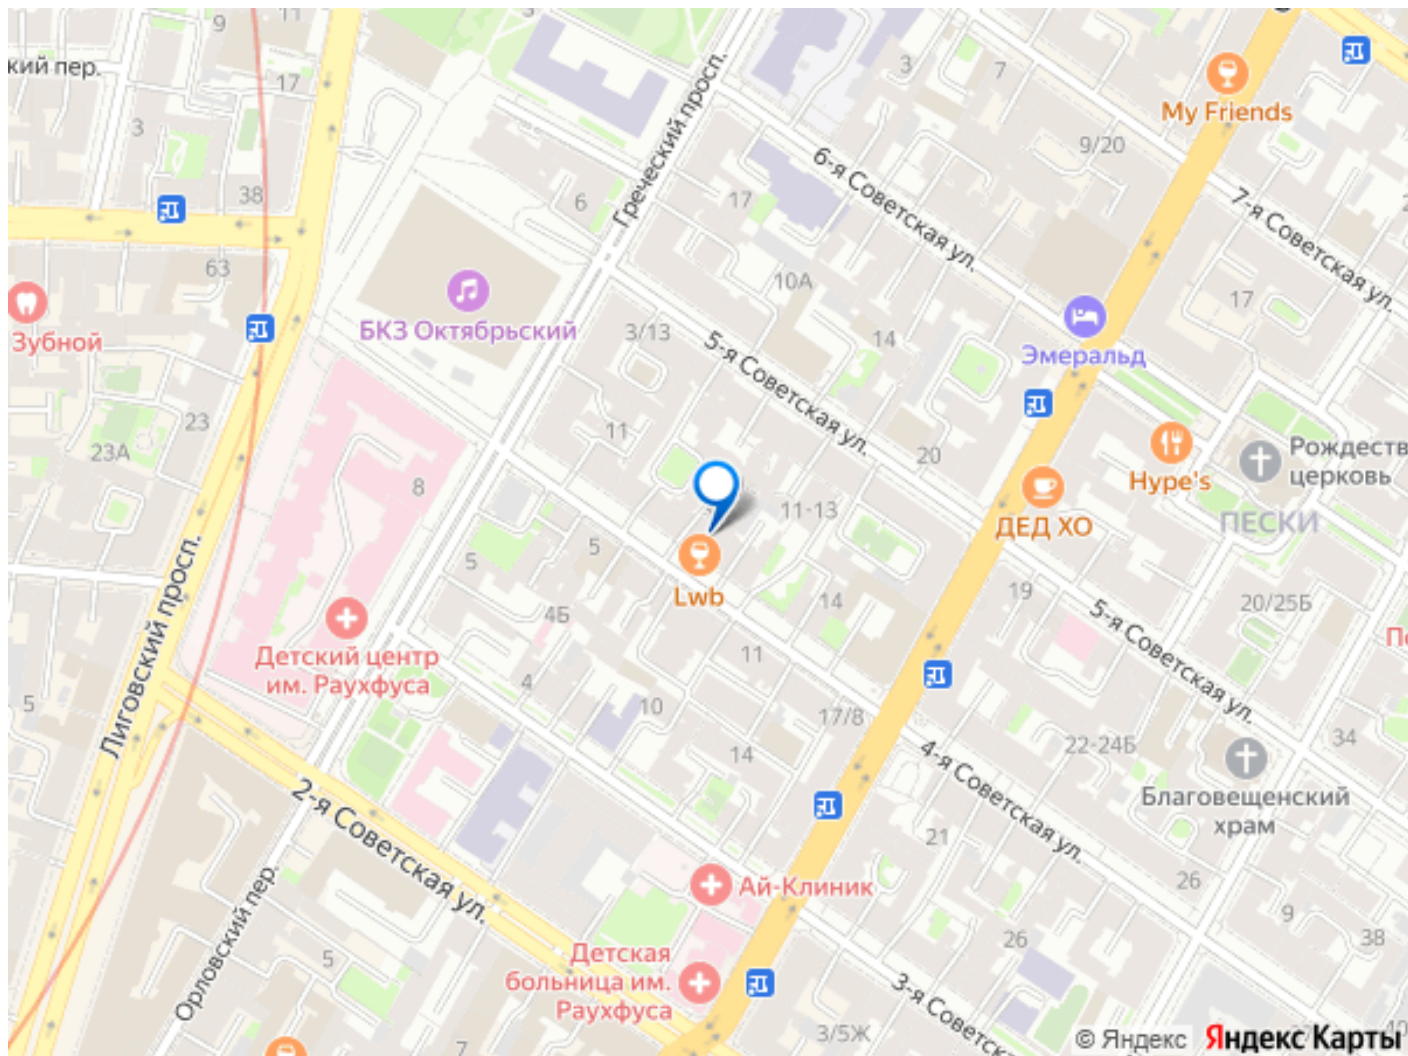 9
11
кий пер.
17
3
38
63
Зубной
23
23А
5
Лиговский просп.
8
БКЗ Октябрьский
Греческий просп.
6
17
3
7
My Friends
9/20
6-я Советская ул.
7-я Советская ул.
10А
3/13
14
5-я Советская ул.
Эмеральд
17
11
20
Hype's
Рождеств
церковь
ПЕСКИ
ДЕД ХО
11-13
5
5
Lwb
4Б
14
19
20/25Б
5-я Советская ул.
По
Детский центр
им. Раухфуса
4
10
11
17/8
14
22-24Б
34
4-я Советская ул.
Благовещенский
храм
2-я Советская ул.
21
26
Ай-Клиник
9
38
26
Орловский пер.
5
Детская
больница им.
Раухфуса
3-я Советска
3/5Ж
7
40
© Яндекс Яндекс Карты